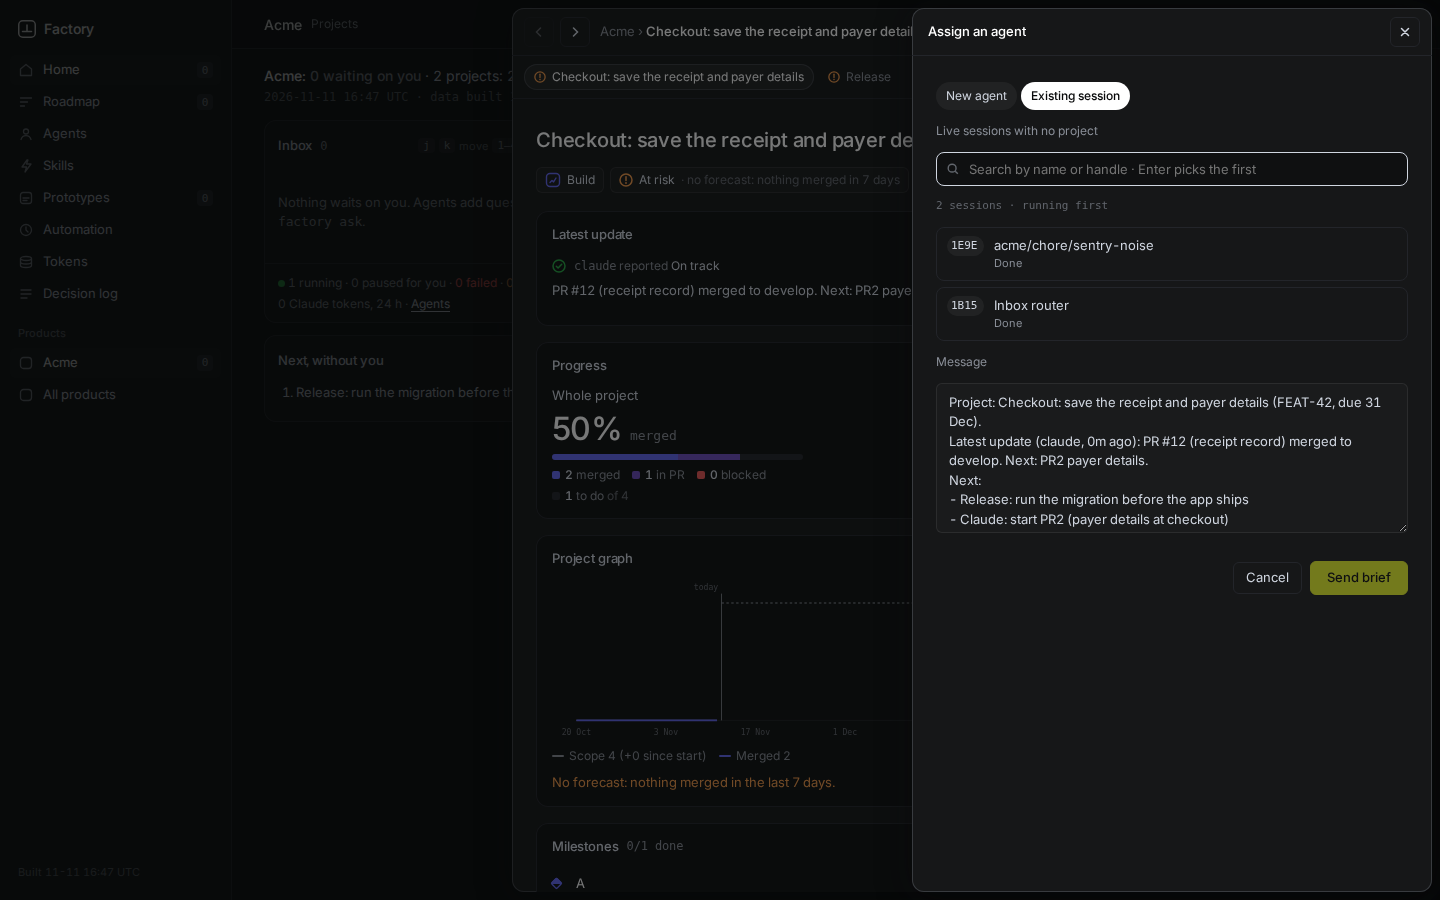 Factory
Home 0
Roadmap 0
Agents
Skills
Prototypes 0
Automation
Tokens
Decision log
Products
Acme 0
All products
Built 11-11 16:47 UTC
Acme Projects
Acme: 0 waiting on you · 2 projects: 2
2026-11-11 16:47 UTC · data built
Inbox 0 j k move 1–
Nothing waits on you. Agents add que
factory ask.
1 running · 0 paused for you · 0 failed · 0
0 Claude tokens, 24 h · Agents
Next, without you
1. Release: run the migration before th
Acme › Checkout: save the receipt and payer detail
Checkout: save the receipt and payer details
Release
Checkout: save the receipt and payer de
Build
At risk · no forecast: nothing merged in 7 days
Latest update
claude reported On track
PR #12 (receipt record) merged to develop. Next: PR2 paye
Progress
Whole project
50% merged
2 merged 1 in PR 0 blocked
1 to do of 4
Project graph
today
20 Oct 3 Nov 17 Nov 1 Dec
Scope 4 (+0 since start) Merged 2
No forecast: nothing merged in the last 7 days.
Milestones 0/1 done
A
Assign an agent
New agent Existing session
Live sessions with no project
Search by name or handle · Enter picks the first
2 sessions · running first
1E9E acme/chore/sentry-noise
Done
1B15 Inbox router
Done
Message
Project: Checkout: save the receipt and payer details (FEAT-42, due 31
Dec).
Latest update (claude, 0m ago): PR #12 (receipt record) merged to
develop. Next: PR2 payer details.
Next:
- Release: run the migration before the app ships
- Claude: start PR2 (payer details at checkout)
Cancel Send brief